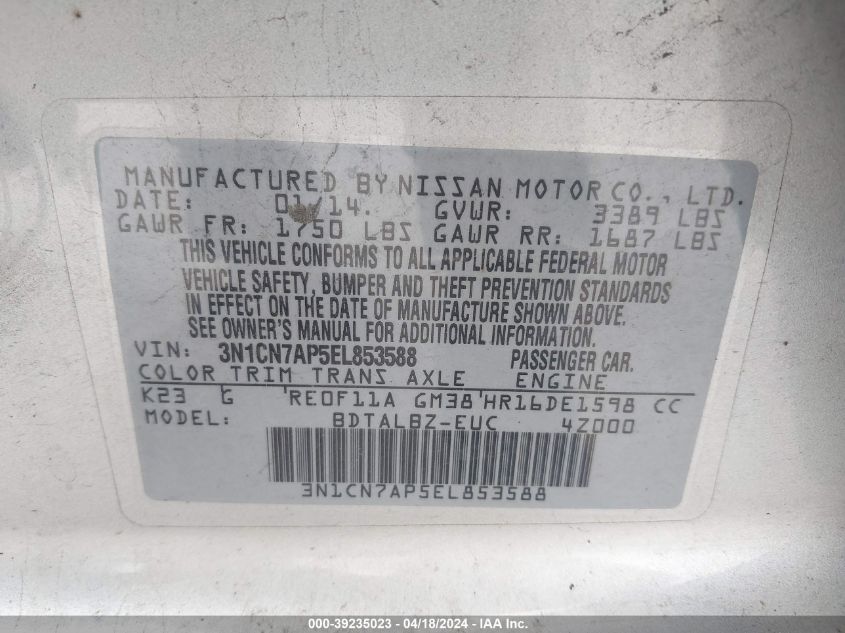 MANUFACTURED BY NISSAN MOTOR CO., LTD.
DATE: 01/14. GVWR: 3389 LBS
GAWR FR: 1750 LBS GAWR RR: 1687 LBS
THIS VEHICLE CONFORMS TO ALL APPLICABLE FEDERAL MOTOR
VEHICLE SAFETY, BUMPER AND THEFT PREVENTION STANDARDS
IN EFFECT ON THE DATE OF MANUFACTURE SHOWN ABOVE.
SEE OWNER'S MANUAL FOR ADDITIONAL INFORMATION.
VIN: 3N1CN7AP5EL853588 PASSENGER CAR.
COLOR TRIM TRANS AXLE ENGINE
K23 G RE0F11A GM38 HR16DE1598 CC
MODEL: BDTALBZ-EUC 4Z000
3N1CN7AP5EL853588
000-39235023 - 04/18/2024 - IAA Inc.